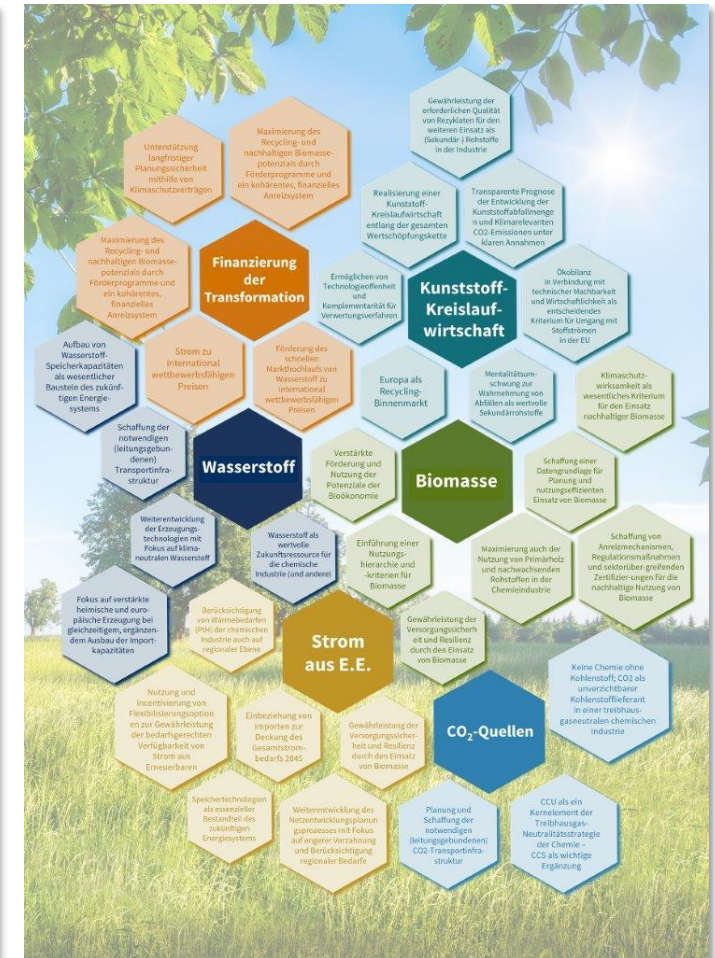 Gewährleistung der
erforderlichen Qualität
von Rezyklaten für den
weiteren Einsatz als
(Sekundär-) Rohstoffe
in der Industrie
Unterstützung
langfristiger
Planungssicherheit
mithilfe von
Klimaschutzverträgen
Maximierung des
Recycling- und
nachhaltigen Biomasse-
potenzials durch
Förderprogramme und
ein kohärentes, finanzielles
Anreizsystem
Realisierung einer
Kunststoff-
Kreislaufwirtschaft
entlang der gesamten
Wertschöpfungskette
Transparente Prognose
der Entwicklung der
Kunststoffabfallmenge
n und Klimarelevanten
CO2-Emissionen unter
klaren Annahmen
Maximierung des
Recycling- und
nachhaltigen Biomasse-
potenzials durch
Förderprogramme und
ein kohärentes,
finanzielles
Anreizsystem
Finanzierung
der
Transformation
Ermöglichen von
Technologieoffenheit
und
Komplementarität für
Verwertungsverfahren
Kunststoff-
Kreislauf-
wirtschaft
Ökobilanz
in Verbindung mit
technischer Machbarkeit
und Wirtschaftlichkeit als
entscheidendes
Kriterium für Umgang mit
Stoffströmen
in der EU
Aufbau von
Wasserstoff-
Speicherkapazitäten
als wesentlicher
Baustein des zukünf-
tigen Energie-
systems
Strom zu
international
wettbewerbsfähigen
Preisen
Förderung des
schnellen
Markthochlaufs von
Wasserstoff zu
international
wettbewerbsfähigen
Preisen
Europa als
Recycling-
Binnenmarkt
Mentalitätsum-
schwung zur
Wahrnehmung von
Abfällen als wertvolle
Sekundärrohstoffe
Klimaschutz-
wirksamkeit als
wesentliches Kriterium
für den Einsatz
nachhaltiger Biomasse
Schaffung der
notwendigen
(leitungsgebun-
denen)
Transportinfra-
struktur
Wasserstoff
Verstärkte
Förderung und
Nutzung der
Potenziale der
Bioökonomie
Biomasse
Schaffung einer
Datengrundlage für
Planung und
nutzungseffizienten
Einsatz von Biomasse
Weiterentwicklung
der Erzeugungs-
technologien mit
Fokus auf klima-
neutralen Wasserstoff
Wasserstoff als
wertvolle
Zukunftsressource für
die chemische
Industrie (und andere)
Einführung einer
Nutzungs-
hierarchie und
-kriterien für
Biomasse
Maximierung auch der
Nutzung von Primärholz
und nachwachsenden
Rohstoffen in der
Chemieindustrie
Schaffung von
Anreizmechanismen,
Regulationsmaßnahmen
und sektorüber-greifenden
Zertifizier-ungen für die
nachhaltige Nutzung von
Biomasse
Fokus auf verstärkte
heimische und euro-
päische Erzeugung bei
gleichzeitigem, ergänzen-
dem Ausbau der Import-
kapazitäten
Berücksichtigung
von Wärmebedarfen
(PtH) der chemischen
Industrie auch auf
regionaler Ebene
Strom
aus E.E.
Gewährleistung der
Versorgungssicherh
eit und Resilienz
durch den Einsatz
von Biomasse
Keine Chemie ohne
Kohlenstoff; CO2 als
unverzichtbarer
Kohlenstofflieferant
in einer treibhaus-
gasneutralen chemischen
Industrie
Nutzung und
Incentivierung von
Flexibilisierungsoption
en zur Gewährleistung
der bedarfsgerechten
Verfügbarkeit von
Strom aus
Erneuerbaren
Einbeziehung von
Importen zur
Deckung des
Gesamtstrom-
bedarfs 2045
Gewährleistung der
Versorgungssicher-
heit und Resilienz
durch den Einsatz
von Biomasse
CO₂-Quellen
Speichertechnologien
als essenzieller
Bestandteil des
zukünftigen
Energiesystems
Weiterentwicklung des
Netzentwicklungsplanun
gsprozesses mit Fokus
auf engerer Verzahnung
und Berücksichtigung
regionaler Bedarfe
Planung und
Schaffung der
notwendigen
(leitungsgebundenen)
CO2-Transportinfra-
struktur
CCU als ein
Kernelement der
Treibhausgas-
Neutralitätsstrategie
der Chemie –
CCS als wichtige
Ergänzung